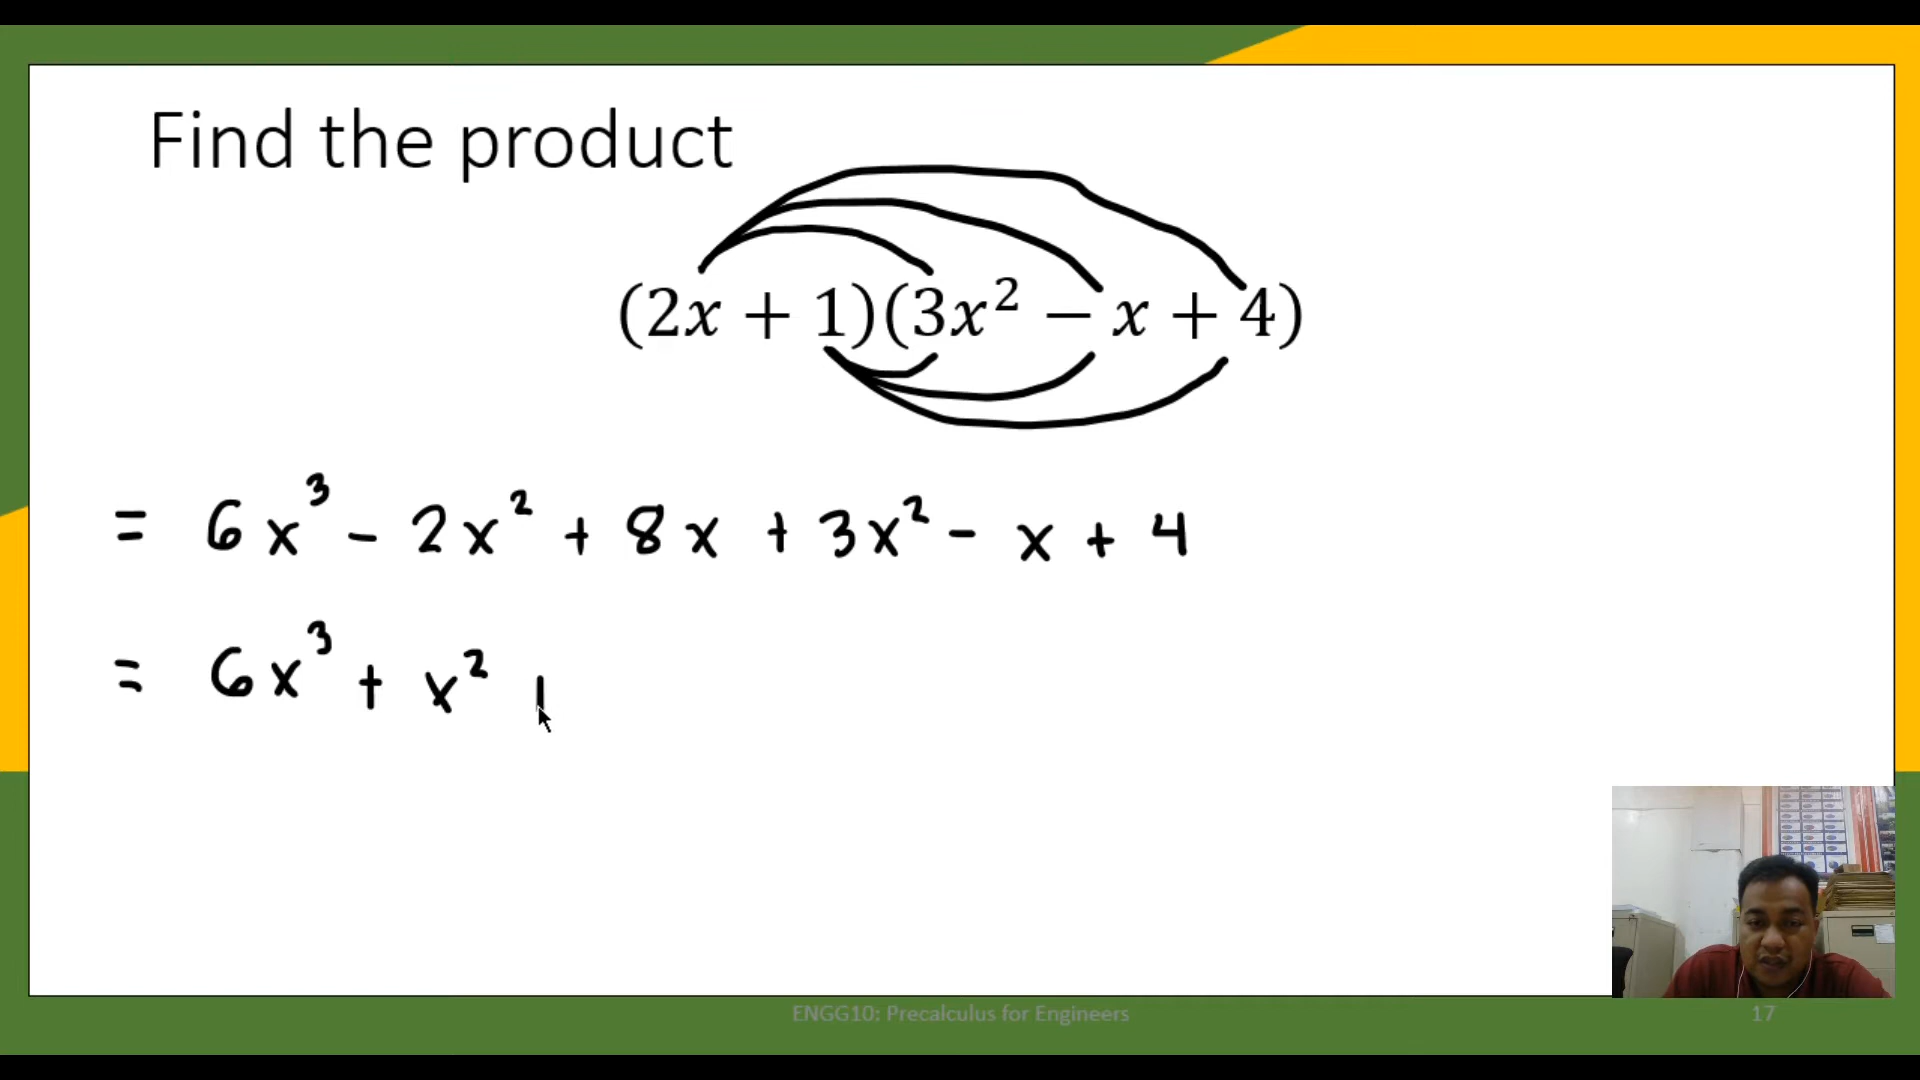 Find the product
(2x + 1)(3x² − x + 4)
= 6x³ - 2x² + 8x + 3x² - x + 4
= 6x³ + x² |
ENGG10: Precalculus for Engineers
17